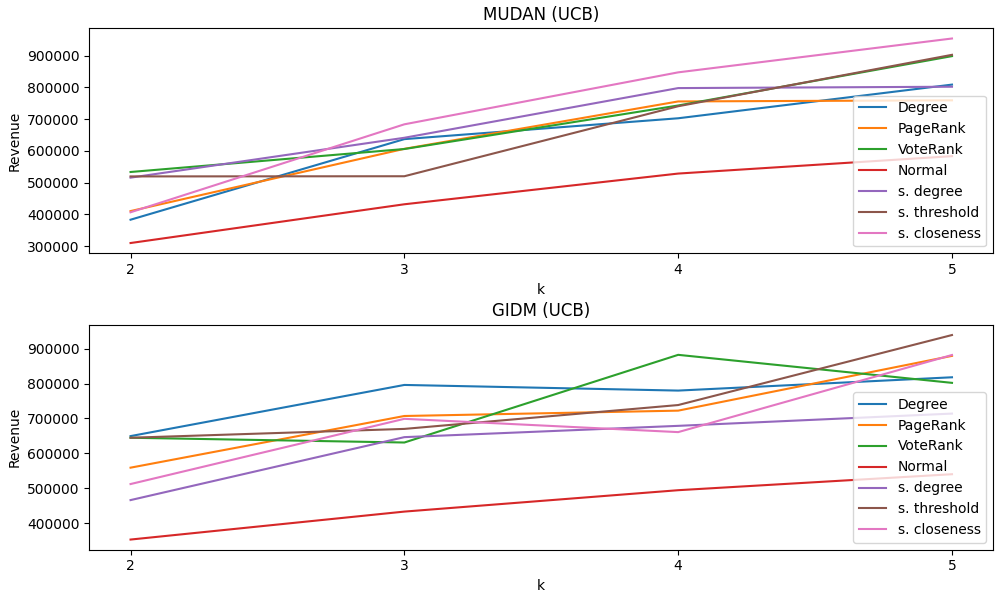 MUDAN (UCB)
Revenue
900000
800000
700000
600000
500000
400000
300000
Degree
PageRank
VoteRank
Normal
s. degree
s. threshold
s. closeness
2 3 4 5
k
GIDM (UCB)
Revenue
900000
800000
700000
600000
500000
400000
Degree
PageRank
VoteRank
Normal
s. degree
s. threshold
s. closeness
2 3 4 5
k